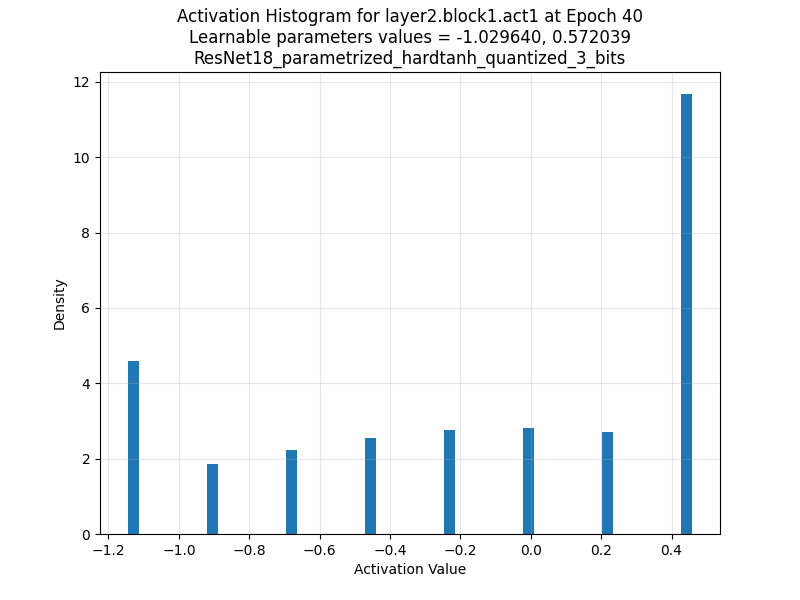 Activation Histogram for layer2.block1.act1 at Epoch 40
Learnable parameters values = -1.029640, 0.572039
ResNet18_parametrized_hardtanh_quantized_3_bits
12
10
8
6
4
2
0
Density
−1.2 −1.0 −0.8 −0.6 −0.4 −0.2 0.0 0.2 0.4
Activation Value